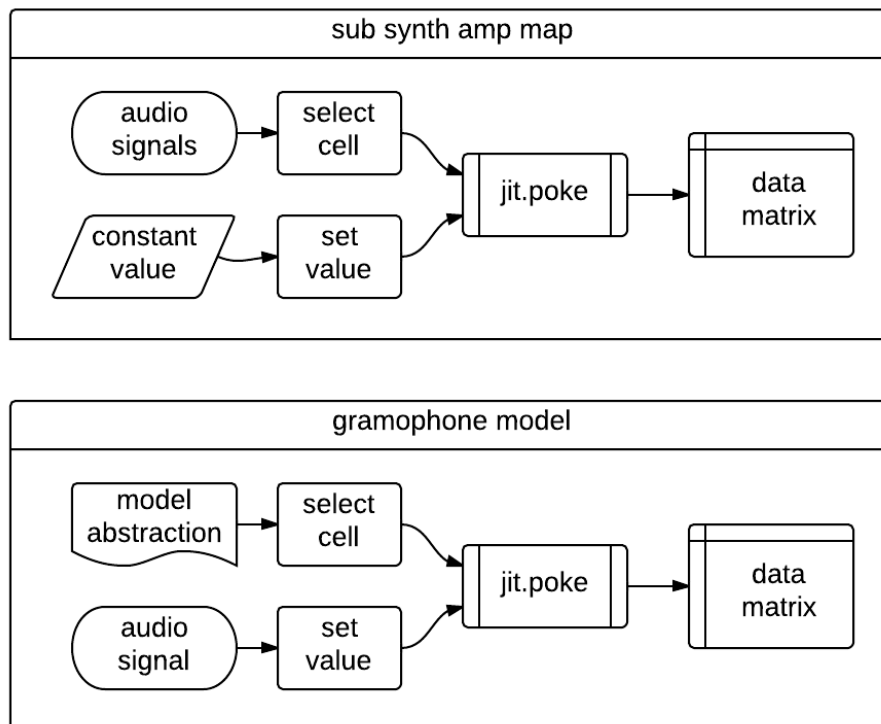 sub synth amp map
audio
signals
select
cell
constant
value
set
value
jit.poke
data
matrix
gramophone model
model
abstraction
select
cell
audio
signal
set
value
jit.poke
data
matrix